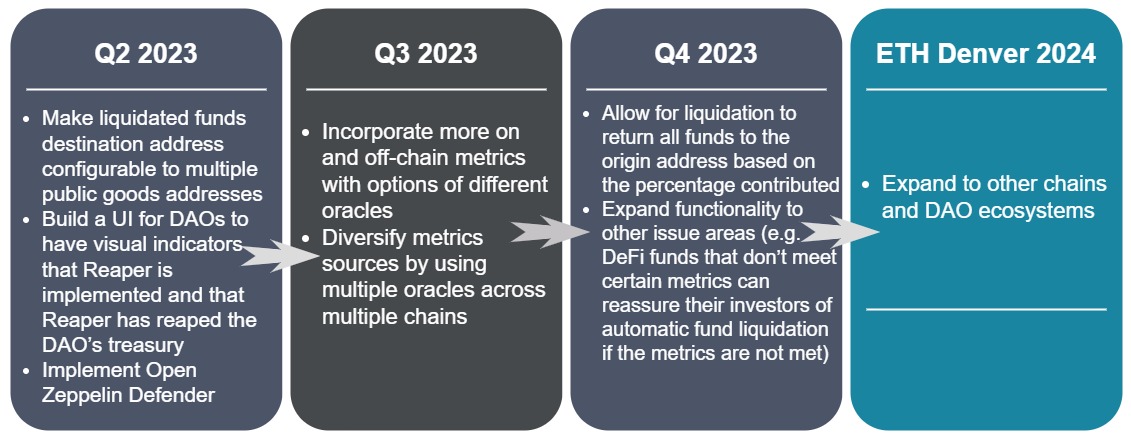 Q2 2023
• Make liquidated funds
destination address
configurable to multiple
public goods addresses
• Build a UI for DAOs to
have visual indicators
that Reaper is
implemented and that
Reaper has reaped the
DAO’s treasury
• Implement Open
Zeppelin Defender
Q3 2023
• Incorporate more on
and off-chain metrics
with options of different
oracles
• Diversify metrics
sources by using
multiple oracles across
multiple chains
Q4 2023
• Allow for liquidation to
return all funds to the
origin address based on
the percentage contributed
• Expand functionality to
other issue areas (e.g.
DeFi funds that don’t meet
certain metrics can
reassure their investors of
automatic fund liquidation
if the metrics are not met)
ETH Denver 2024
• Expand to other chains
and DAO ecosystems